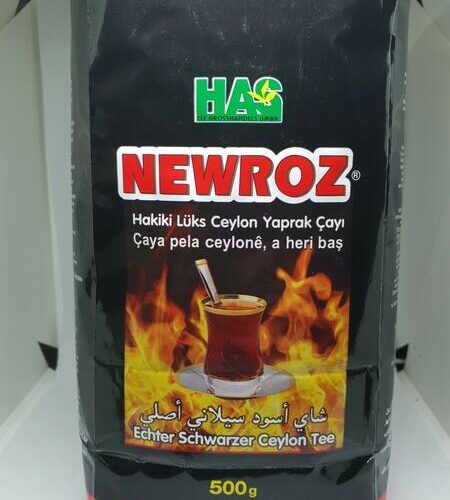 HAS
TEE GROSSHANDELS GMBH
NEWROZ®
Hakiki Lüks Ceylon Yaprak Çayı
Çaya pela ceylonê, a heri baş
شاي أسود سيلاني أصلي
Echter Schwarzer Ceylon Tee
500g